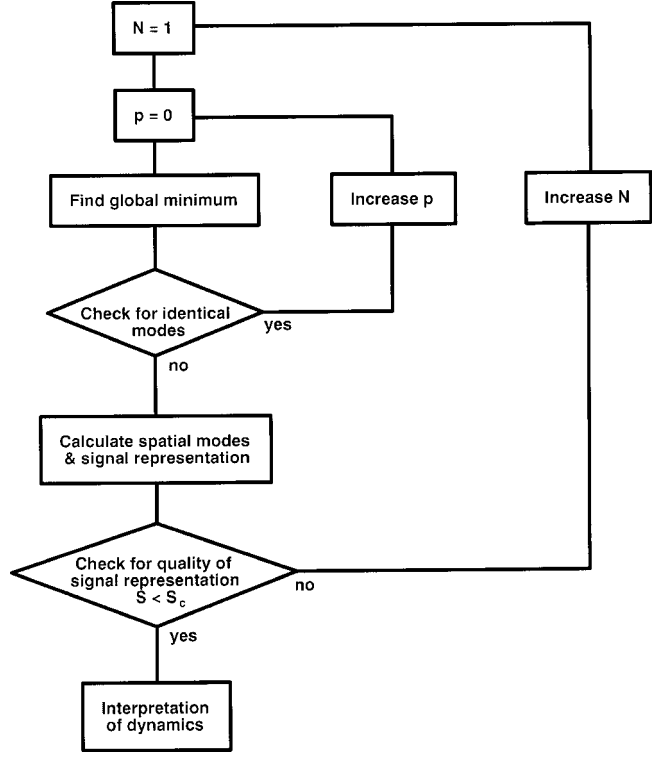 N = 1
p = 0
Find global minimum
Increase p
Increase N
Check for identical
modes
yes
no
Calculate spatial modes
& signal representation
Check for quality of
signal representation
S < Sc
no
yes
Interpretation
of dynamics